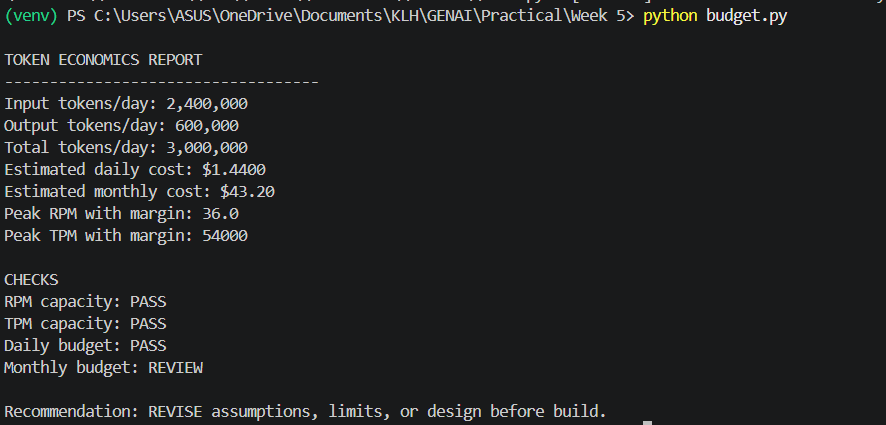 (venv) PS C:\Users\ASUS\OneDrive\Documents\KLH\GENAI\Practical\Week 5> python budget.py
TOKEN ECONOMICS REPORT
-----------------------------------
Input tokens/day: 2,400,000
Output tokens/day: 600,000
Total tokens/day: 3,000,000
Estimated daily cost: $1.4400
Estimated monthly cost: $43.20
Peak RPM with margin: 36.0
Peak TPM with margin: 54000
CHECKS
RPM capacity: PASS
TPM capacity: PASS
Daily budget: PASS
Monthly budget: REVIEW
Recommendation: REVISE assumptions, limits, or design before build.